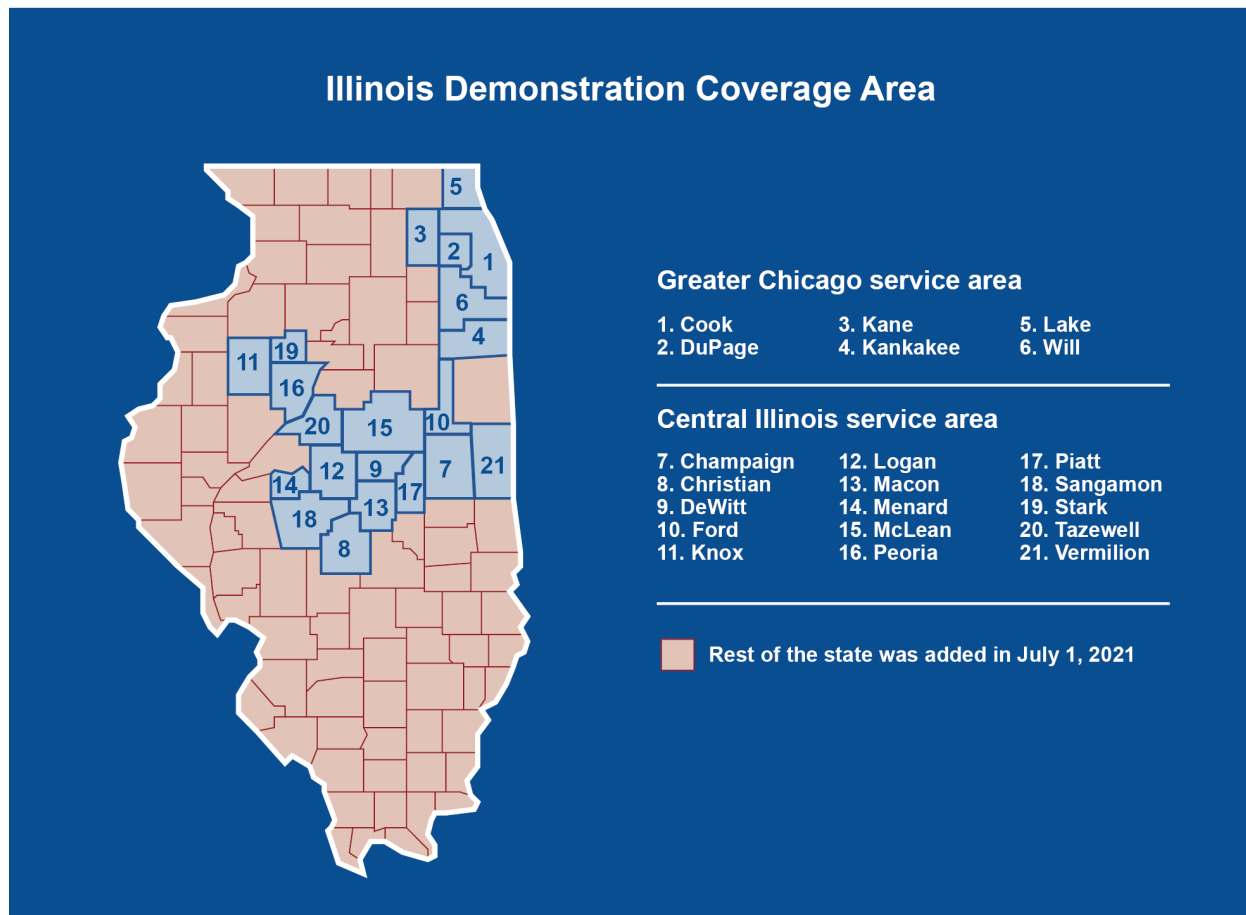 Illinois Demonstration Coverage Area
5
3
2
1
6
4
19
11
16
20
15
10
12
9
7
21
14
17
13
18
8
Greater Chicago service area
1. Cook 3. Kane 5. Lake
2. DuPage 4. Kankakee 6. Will
Central Illinois service area
7. Champaign 12. Logan 17. Piatt
8. Christian 13. Macon 18. Sangamon
9. DeWitt 14. Menard 19. Stark
10. Ford 15. McLean 20. Tazewell
11. Knox 16. Peoria 21. Vermilion
Rest of the state was added in July 1, 2021